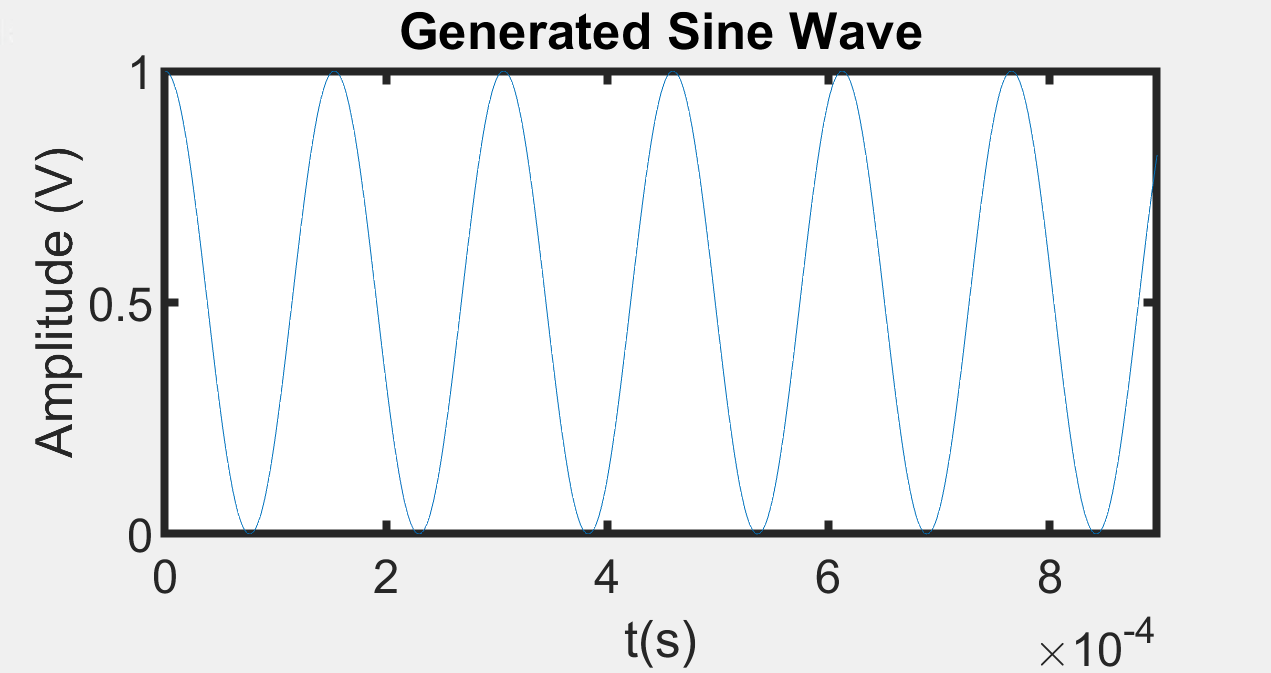 Generated Sine Wave
1
0.5
0
Amplitude (V)
0 2 4 6 8
t(s)
×10⁻⁴